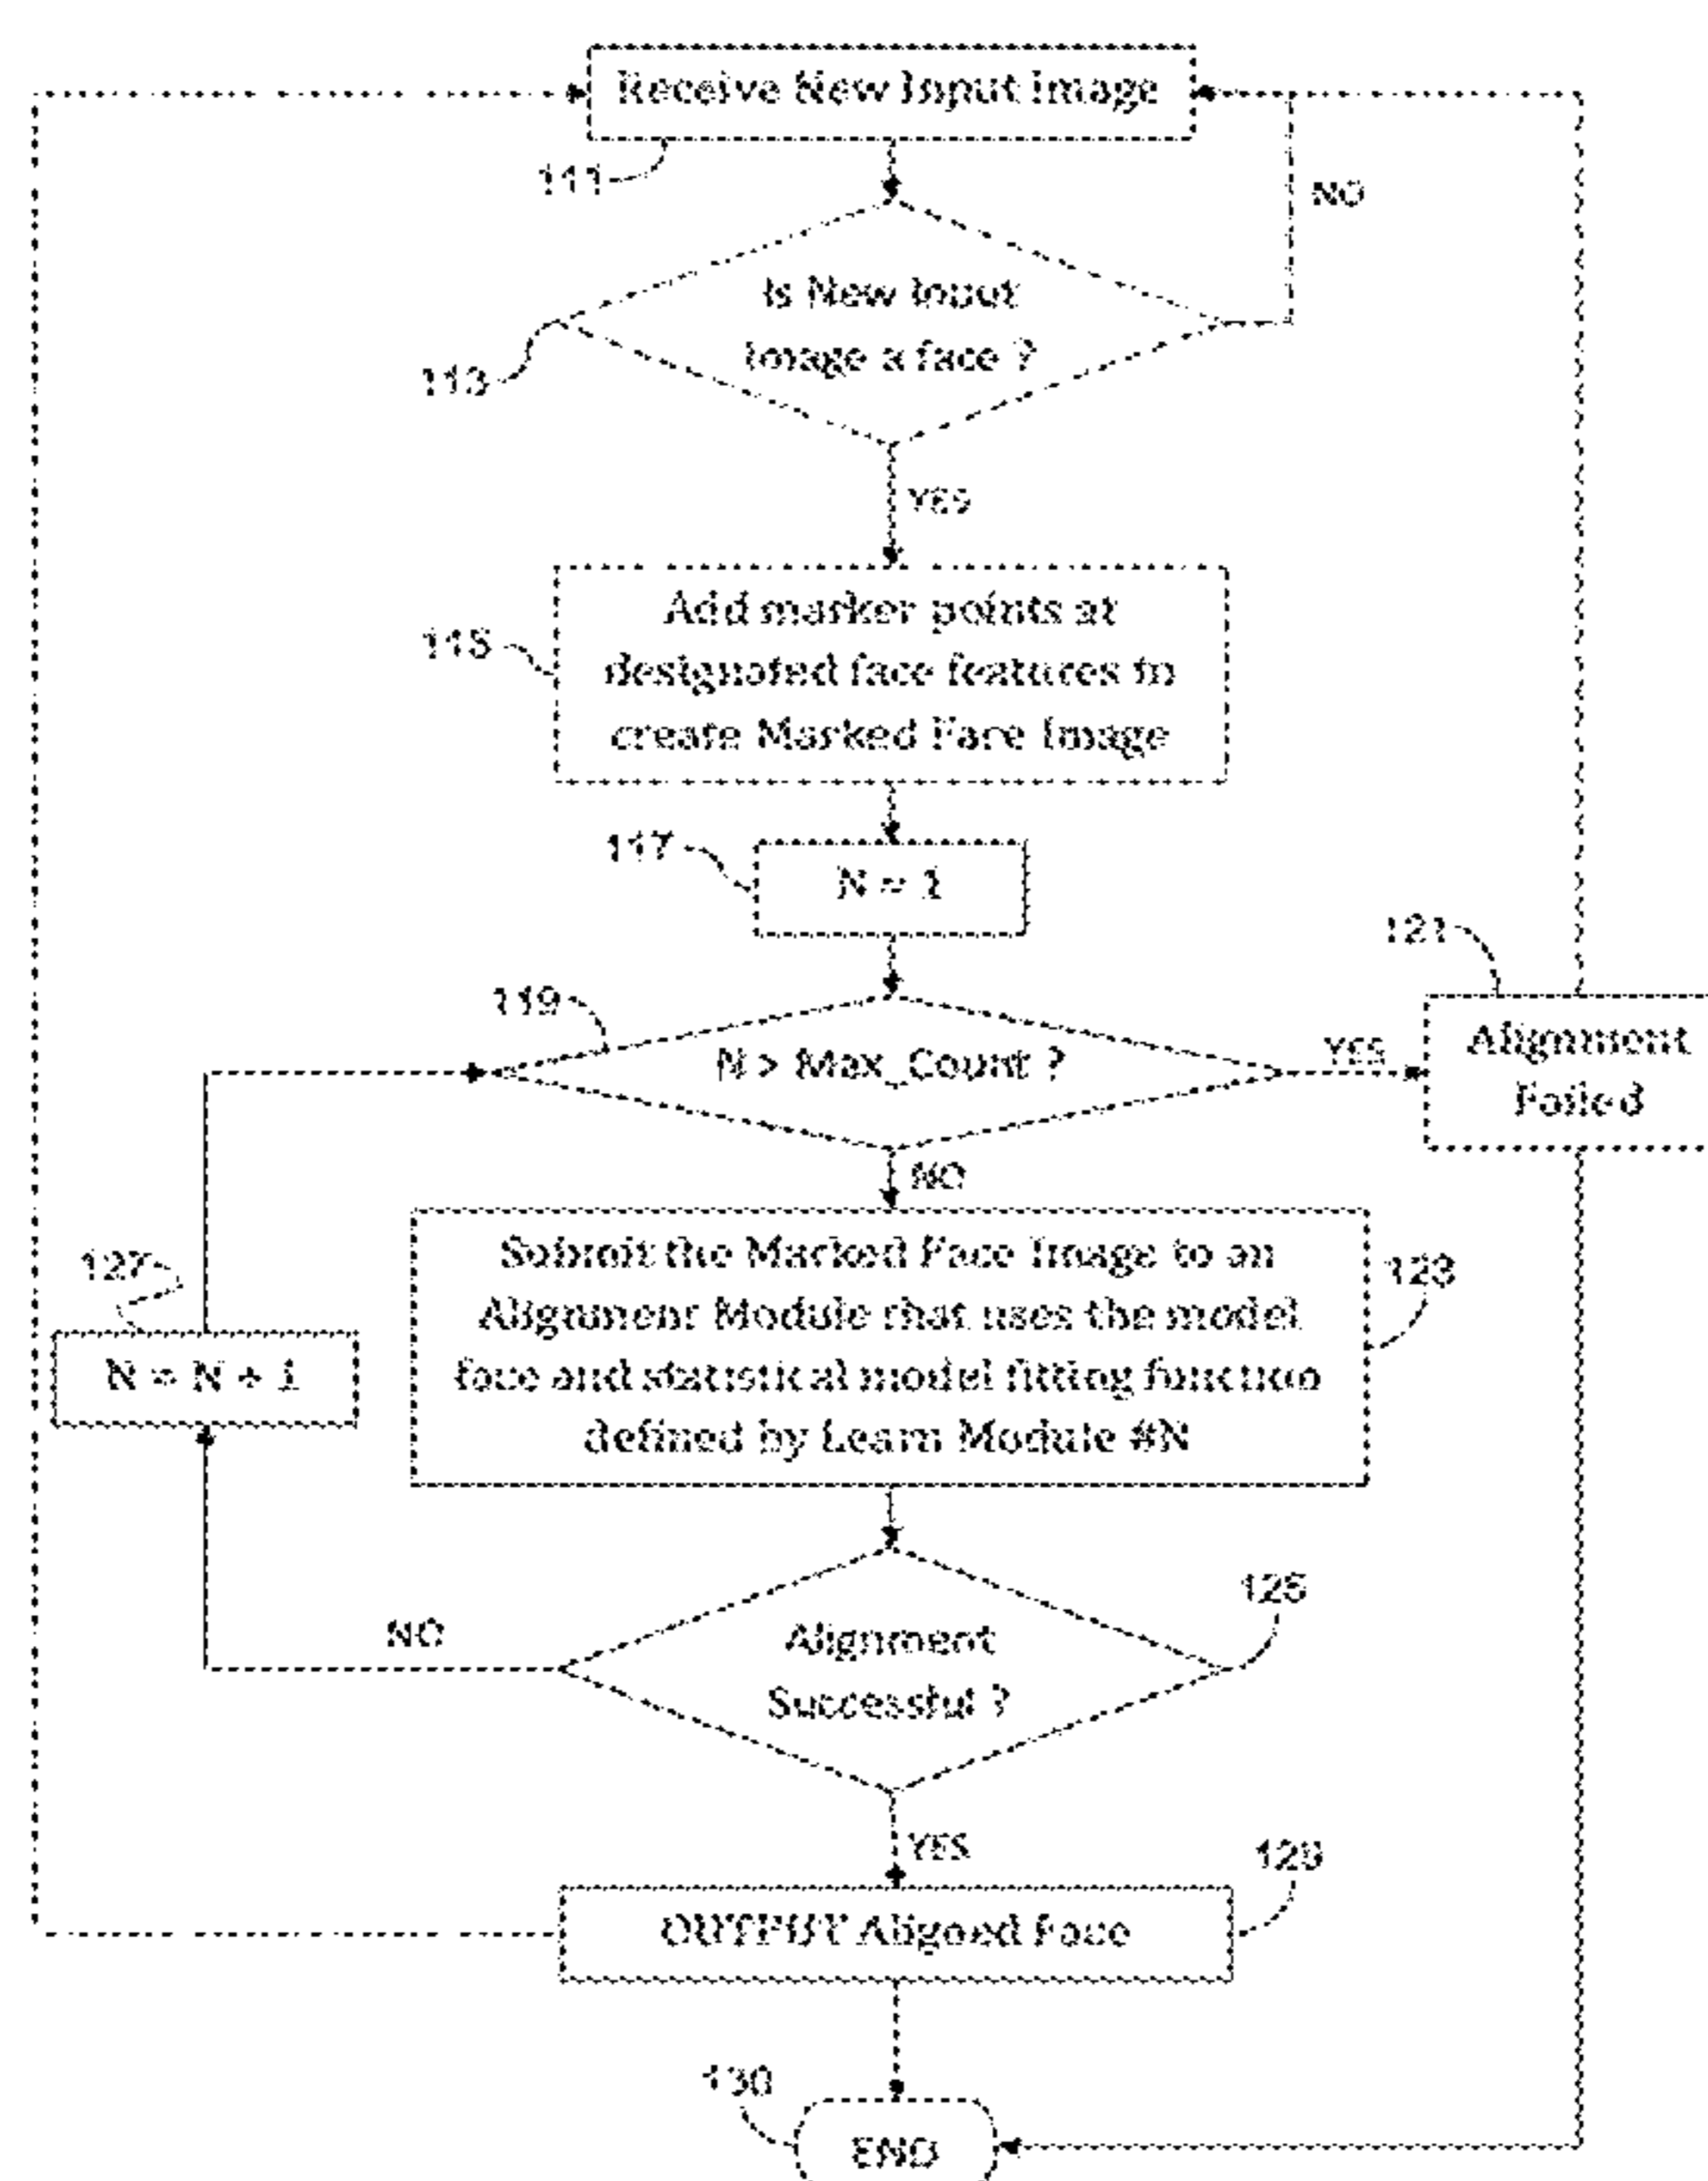 Receive New Input Image
111
NO
Is New Input
Image a face ?
113
YES
Add marker points at
designated face features to
create Marked Face Image
115
117
N = 1
121
119
N > Max_Count ?
YES
Alignment
Failed
NO
127
Submit the Marked Face Image to an
Alignment Module that uses the model
face and statistical model fitting function
defined by Learn Module #N
123
N = N + 1
125
NO
Alignment
Successful ?
YES
129
OUTPUT Aligned Face
130
END